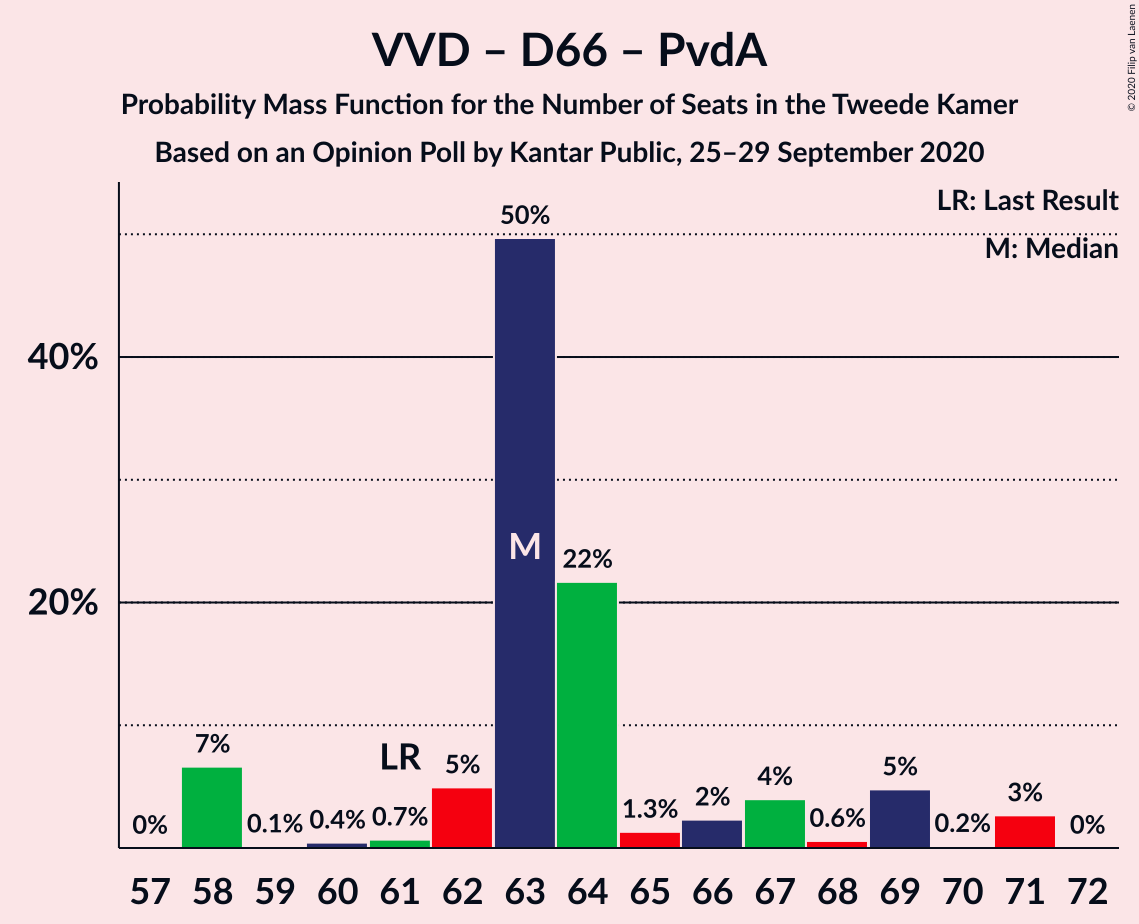 VVD – D66 – PvdA
Probability Mass Function for the Number of Seats in the Tweede Kamer
Based on an Opinion Poll by Kantar Public, 25–29 September 2020
© 2020 Filip van Laenen
LR: Last Result
M: Median
50%
40%
M
22%
20%
7%
LR
5%
4%
5%
3%
0%
0.1%
0.4%
0.7%
1.3%
2%
0.6%
0.2%
0%
57 58 59 60 61 62 63 64 65 66 67 68 69 70 71 72